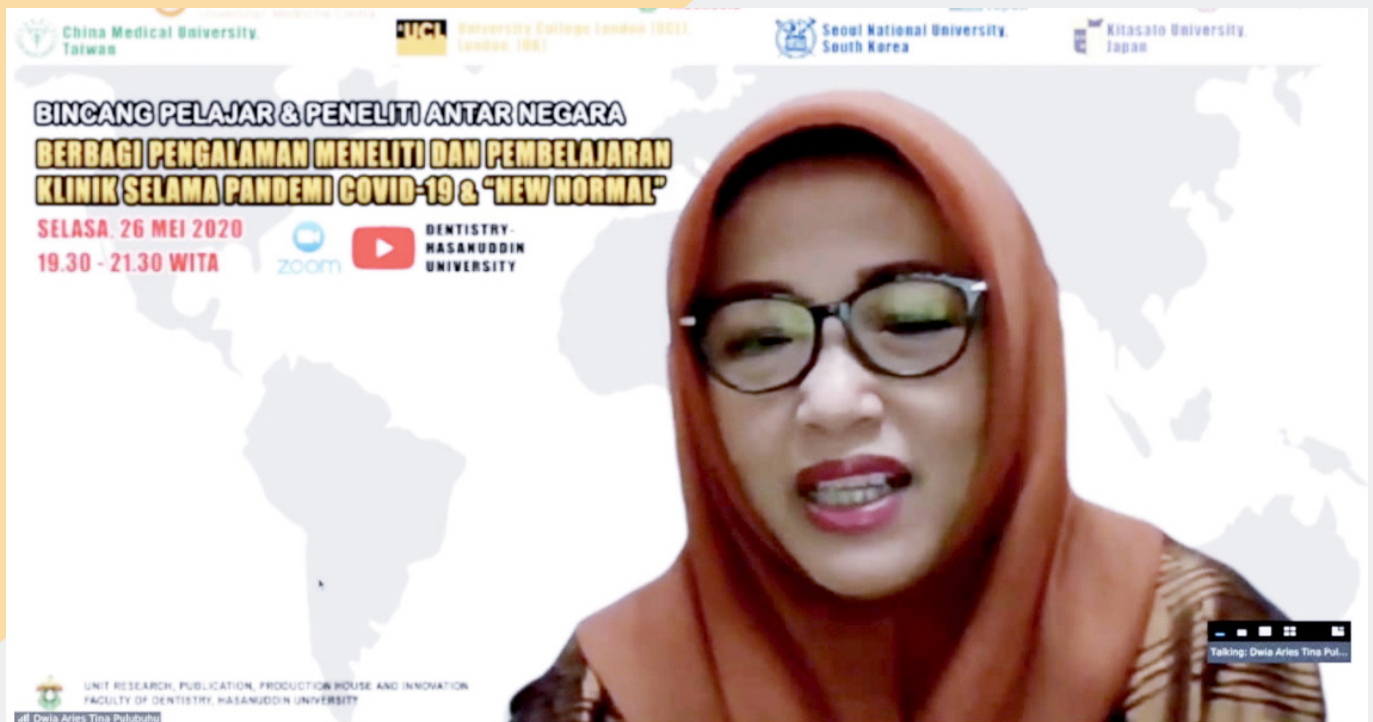 China Medical University,
Taiwan
UCL
University College London (UCL),
London, (UK)
Seoul National University,
South Korea
Kitasato University,
Japan
BINCANG PELAJAR & PENELITI ANTAR NEGARA
BERBAGI PENGALAMAN MENELITI DAN PEMBELAJARAN
KLINIK SELAMA PANDEMI COVID-19 & "NEW NORMAL"
SELASA, 26 MEI 2020
19.30 - 21.30 WITA
zoom
DENTISTRY-
HASANUDDIN
UNIVERSITY
Talking: Dwia Aries Tina Pul...
UNIT RESEARCH, PUBLICATION, PRODUCTION HOUSE AND INNOVATION
FACULTY OF DENTISTRY, HASANUDDIN UNIVERSITY
Dwia Aries Tina Pulubuhu